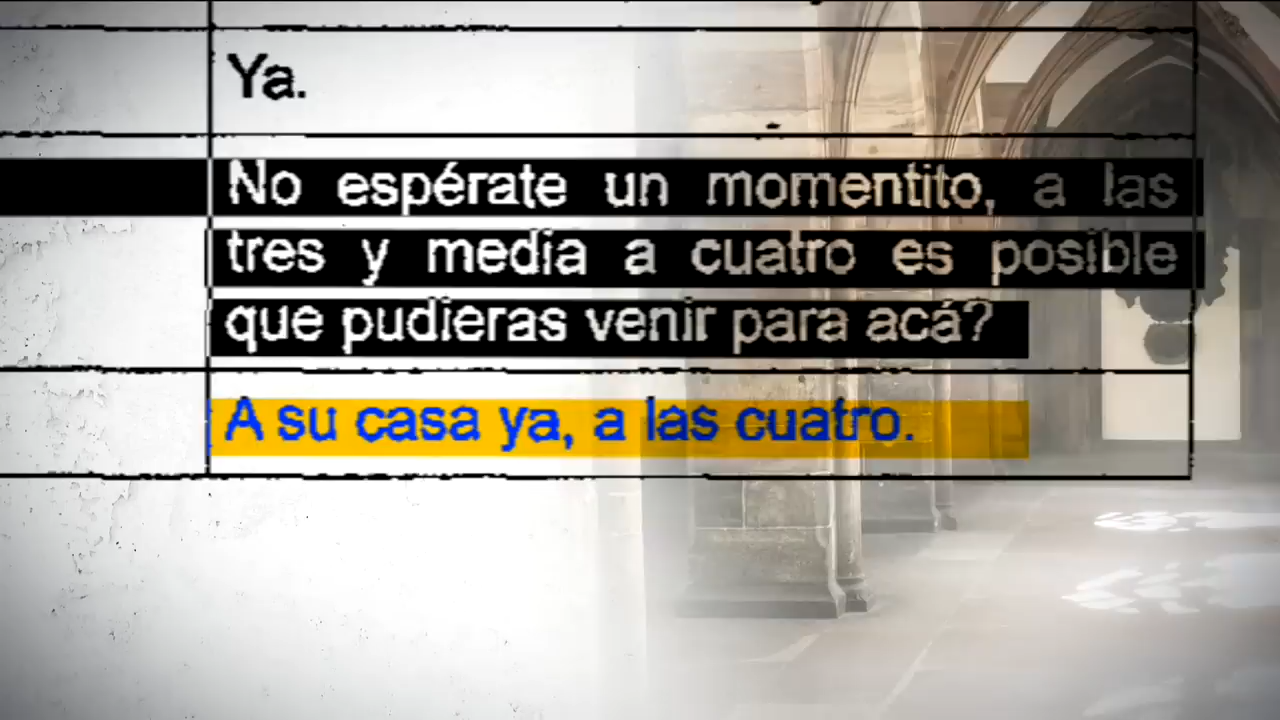 Ya.
No espérate un momentito, a las
tres y media a cuatro es posible
que pudieras venir para acá?
A su casa ya, a las cuatro.